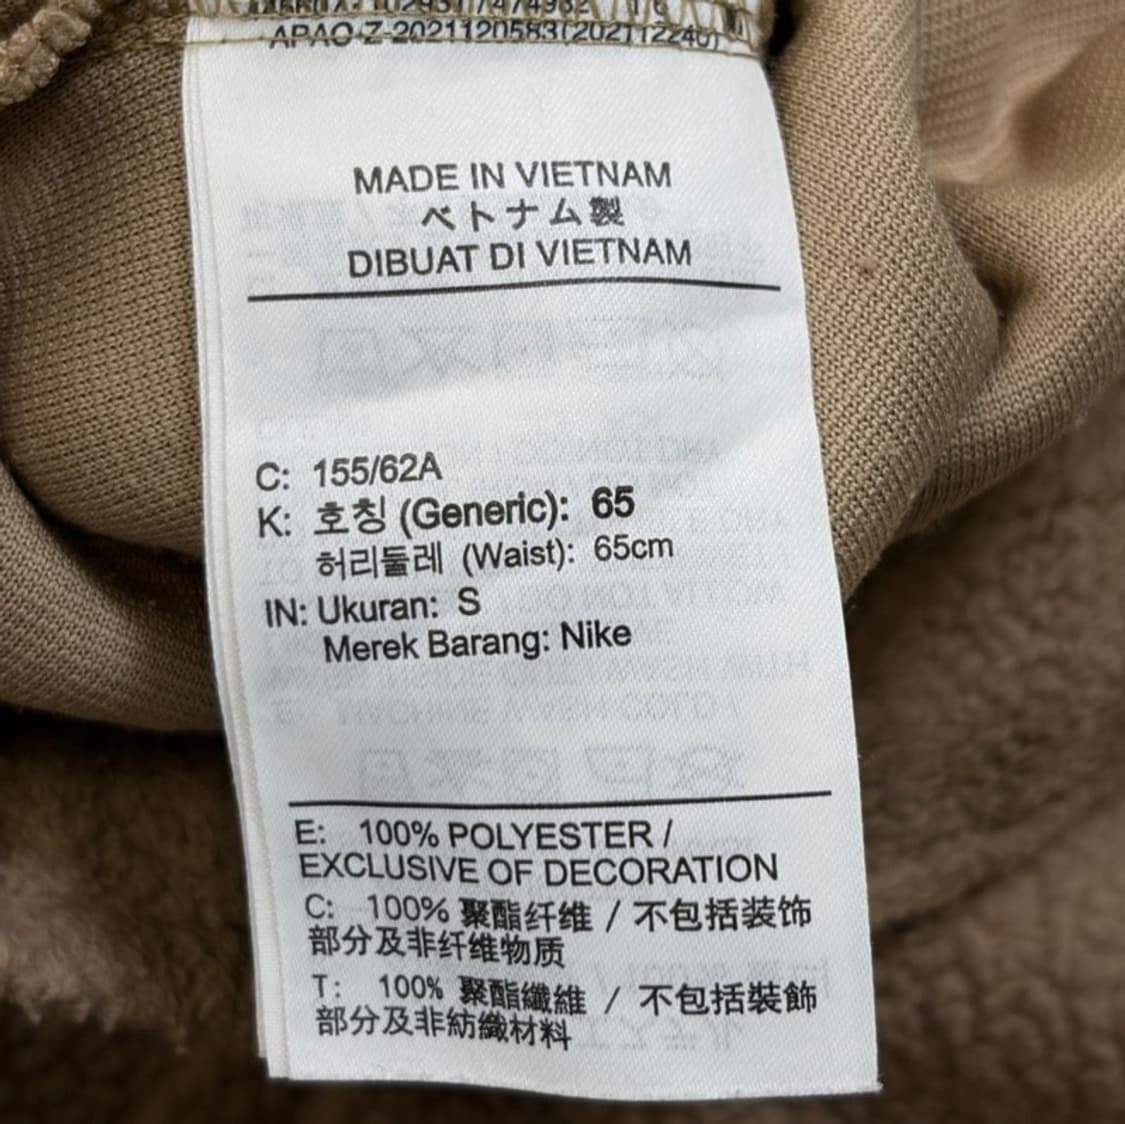 APAC-Z-2021120583(202112240)
MADE IN VIETNAM
ベトナム製
DIBUAT DI VIETNAM
C: 155/62A
K: 호칭 (Generic): 65
허리둘레 (Waist): 65cm
IN: Ukuran: S
Merek Barang: Nike
E: 100% POLYESTER /
EXCLUSIVE OF DECORATION
C: 100% 聚酯纤维 / 不包括装饰
部分及非纤维物质
T: 100% 聚酯纖維 / 不包括裝飾
部分及非紡織材料